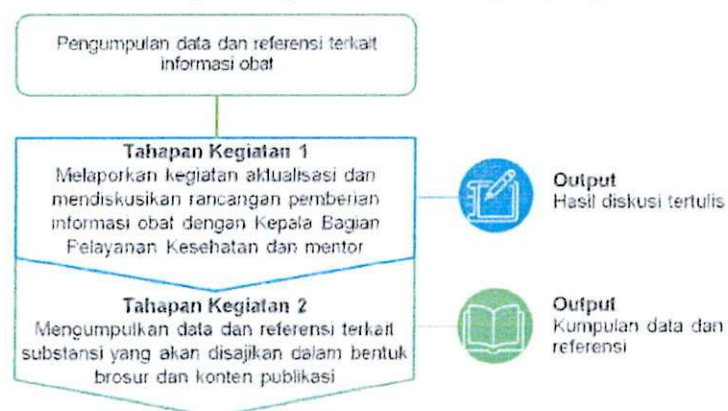 Pengumpulan data dan referensi terkait
informasi obat
Tahapan Kegiatan 1
Melaporkan kegiatan aktualisasi dan
mendiskusikan rancangan pemberian
informasi obat dengan Kepala Bagian
Pelayanan Kesehatan dan mentor
Output
Hasil diskusi tertulis
Tahapan Kegiatan 2
Mengumpulkan data dan referensi terkait
substansi yang akan disajikan dalam bentuk
brosur dan konten publikasi
Output
Kumpulan data dan
referensi